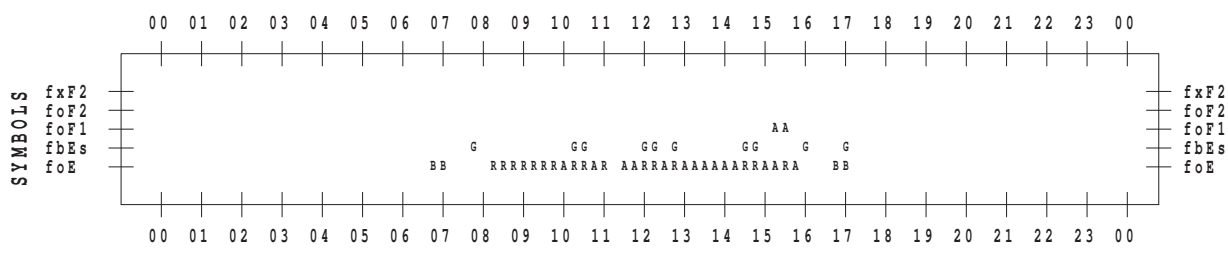 00 01 02 03 04 05 06 07 08 09 10 11 12 13 14 15 16 17 18 19 20 21 22 23 00
SYMBOLS
fxF2 fxF2
foF2 foF2
foF1 AA foF1
fbEs G GG GG G GG G G fbEs
foE BB RRRRRRRARRAR AARRARAAAAAARRAARA BB foE
00 01 02 03 04 05 06 07 08 09 10 11 12 13 14 15 16 17 18 19 20 21 22 23 00